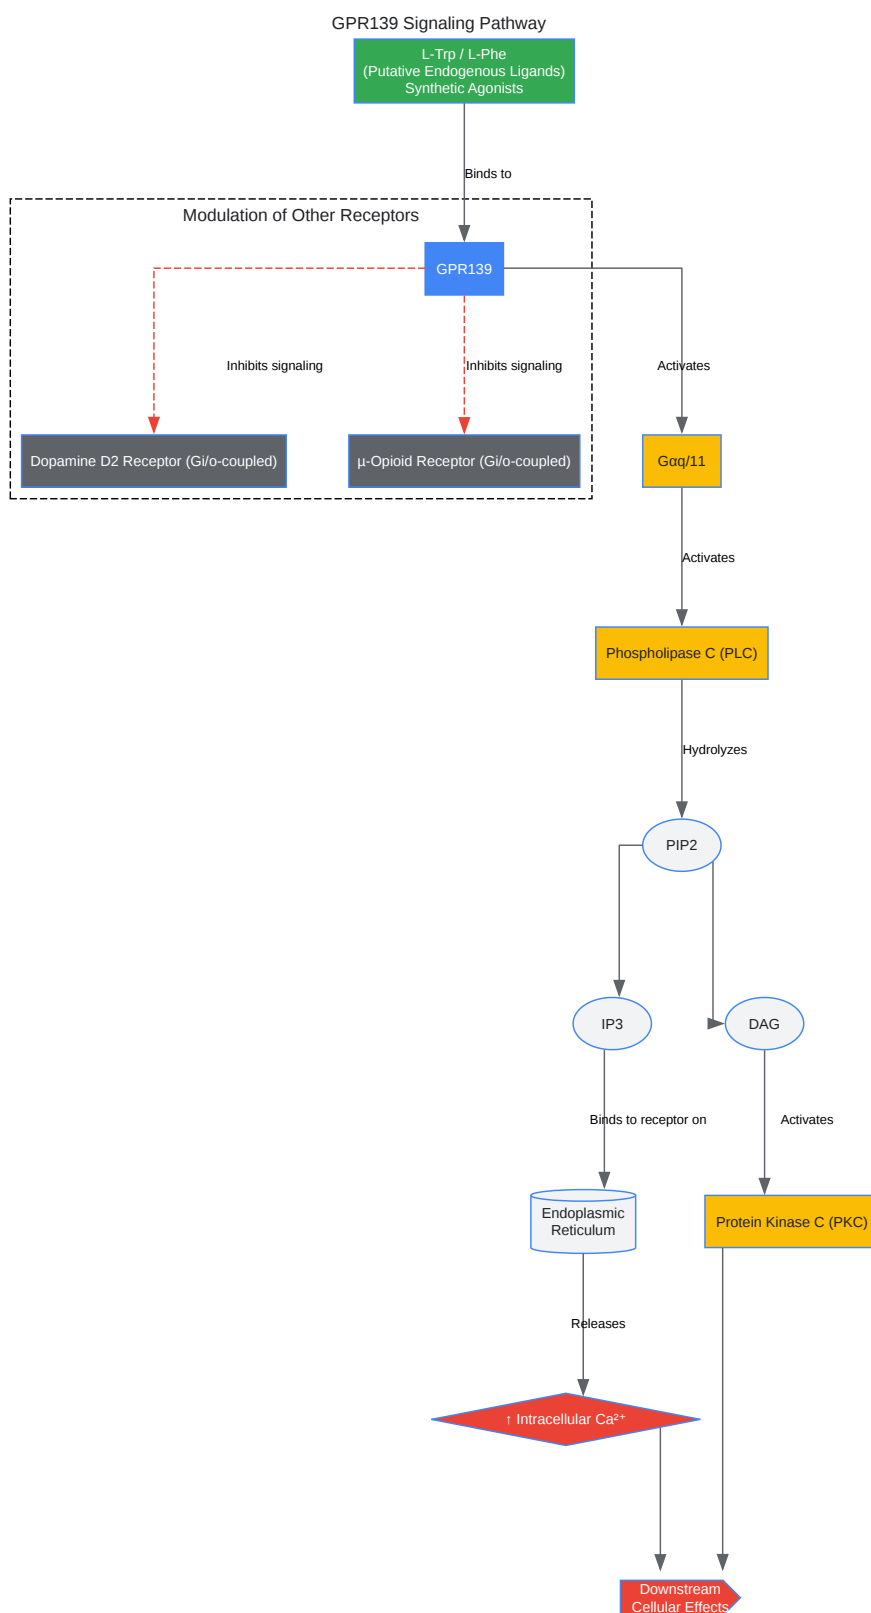 GPR139 Signaling Pathway
L-Trp / L-Phe
(Putative Endogenous Ligands)
Synthetic Agonists
Binds to
Modulation of Other Receptors
GPR139
Inhibits signaling
Inhibits signaling
Activates
Dopamine D2 Receptor (Gi/o-coupled)
µ-Opioid Receptor (Gi/o-coupled)
Gαq/11
Activates
Phospholipase C (PLC)
Hydrolyzes
PIP2
IP3
DAG
Binds to receptor on
Activates
Endoplasmic
Reticulum
Protein Kinase C (PKC)
Releases
↑ Intracellular Ca²⁺
Downstream
Cellular Effects